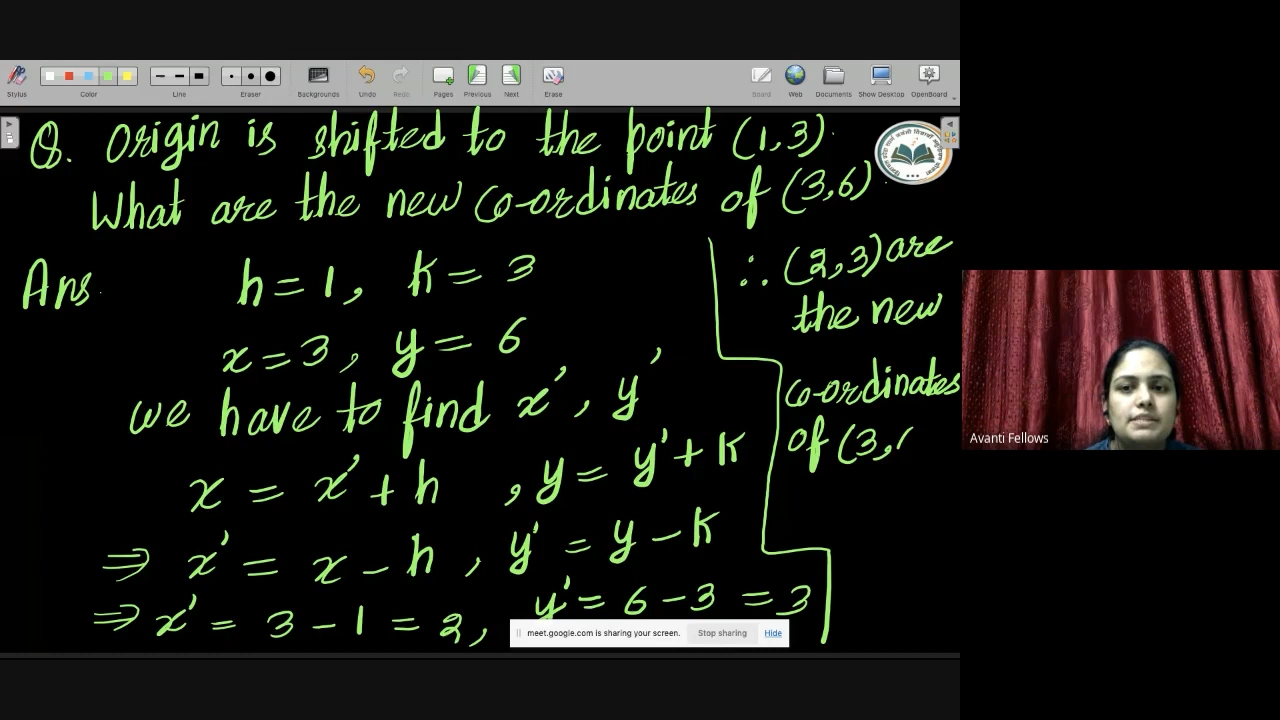 Stylus
Color
Line
Eraser
Backgrounds
Undo
Redo
Pages
Previous
Next
Erase
Board
Web
Documents
Show Desktop
OpenBoard
Q. Origin is shifted to the point (1,3).
What are the new co-ordinates of (3,6).
Ans.
h = 1, k = 3
x = 3, y = 6
we have to find x', y'
x = x' + h , y = y' + k
⇒ x' = x - h , y' = y - k
⇒ x' = 3 - 1 = 2, y' = 6 - 3 = 3
∴ (2,3) are
the new
co-ordinates
of (3,
meet.google.com is sharing your screen.
Stop sharing
Hide
Avanti Fellows